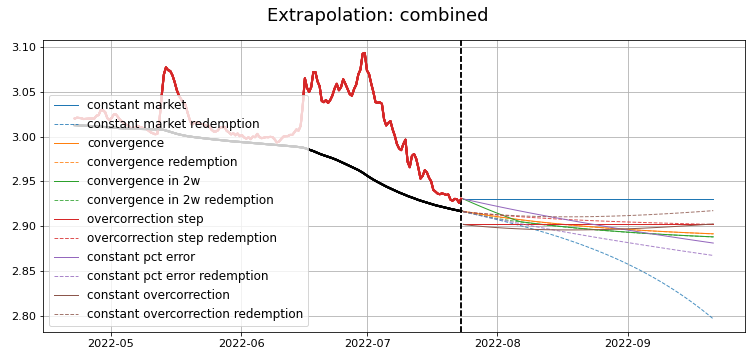 Extrapolation: combined
3.10
3.05
3.00
2.95
2.90
2.85
2.80
constant market
constant market redemption
convergence
convergence redemption
convergence in 2w
convergence in 2w redemption
overcorrection step
overcorrection step redemption
constant pct error
constant pct error redemption
constant overcorrection
constant overcorrection redemption
2022-05 2022-06 2022-07 2022-08 2022-09